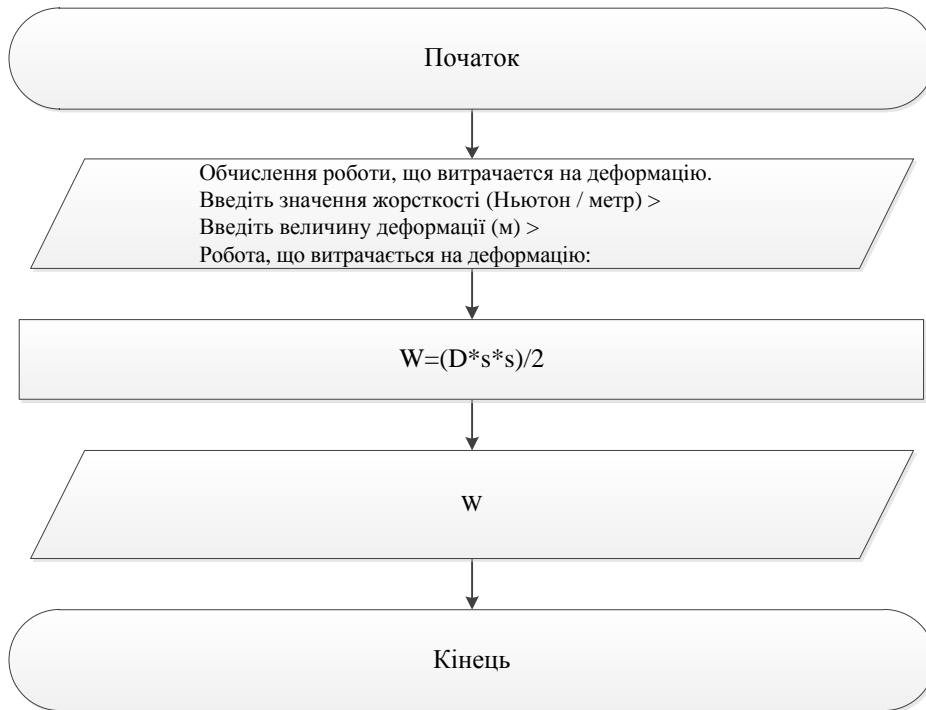 Початок
Обчислення роботи, що витрачается на деформацію.
Введіть значення жорсткості (Ньютон / метр) >
Введіть величину деформації (м) >
Робота, що витрачається на деформацію:
W=(D*s*s)/2
W
Кінець